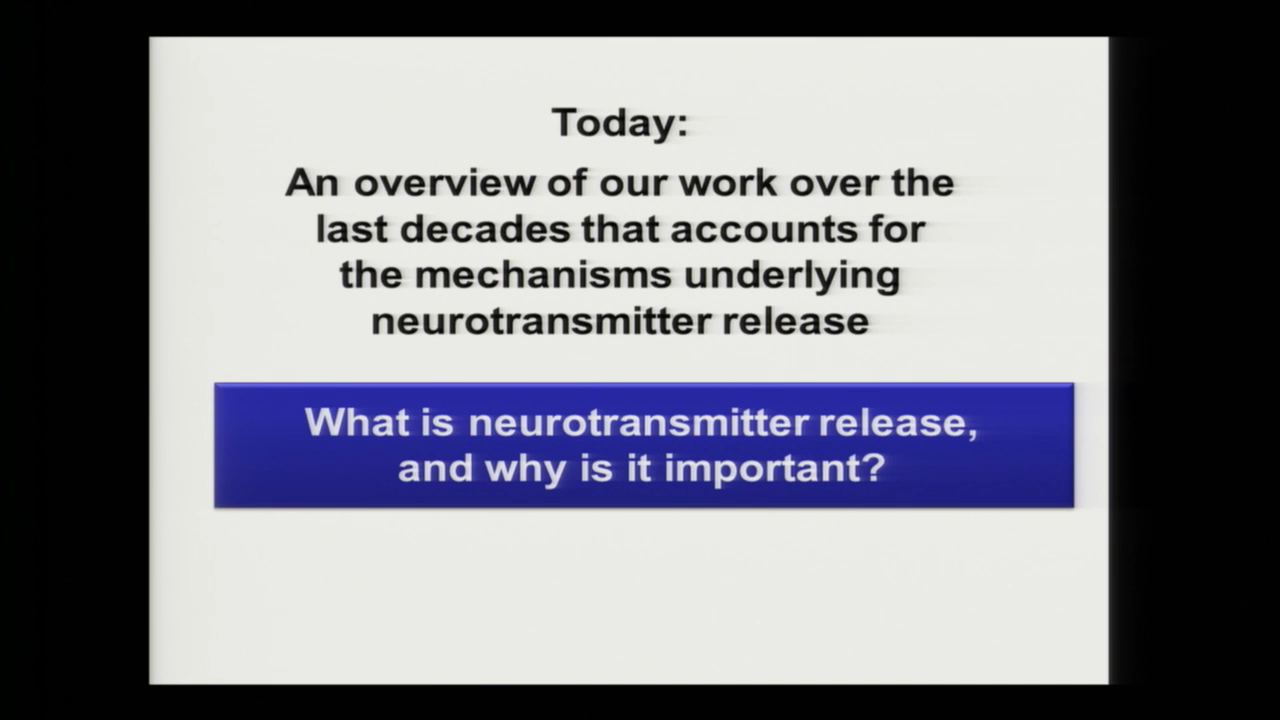 Today:
An overview of our work over the
last decades that accounts for
the mechanisms underlying
neurotransmitter release
What is neurotransmitter release,
and why is it important?